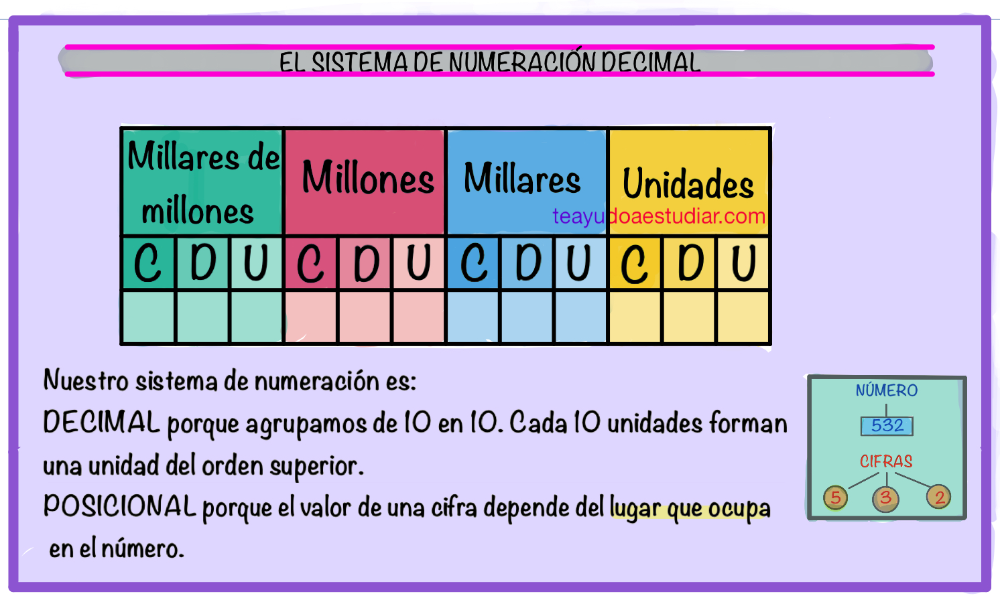 EL SISTEMA DE NUMERACIÓN DECIMAL
Millares de millones Millones Millares Unidades
teayudoaestudiar.com
C D U C D U C D U C D U
Nuestro sistema de numeración es:
DECIMAL porque agrupamos de 10 en 10. Cada 10 unidades forman
una unidad del orden superior.
POSICIONAL porque el valor de una cifra depende del lugar que ocupa
en el número.
NÚMERO
532
CIFRAS
5 3 2